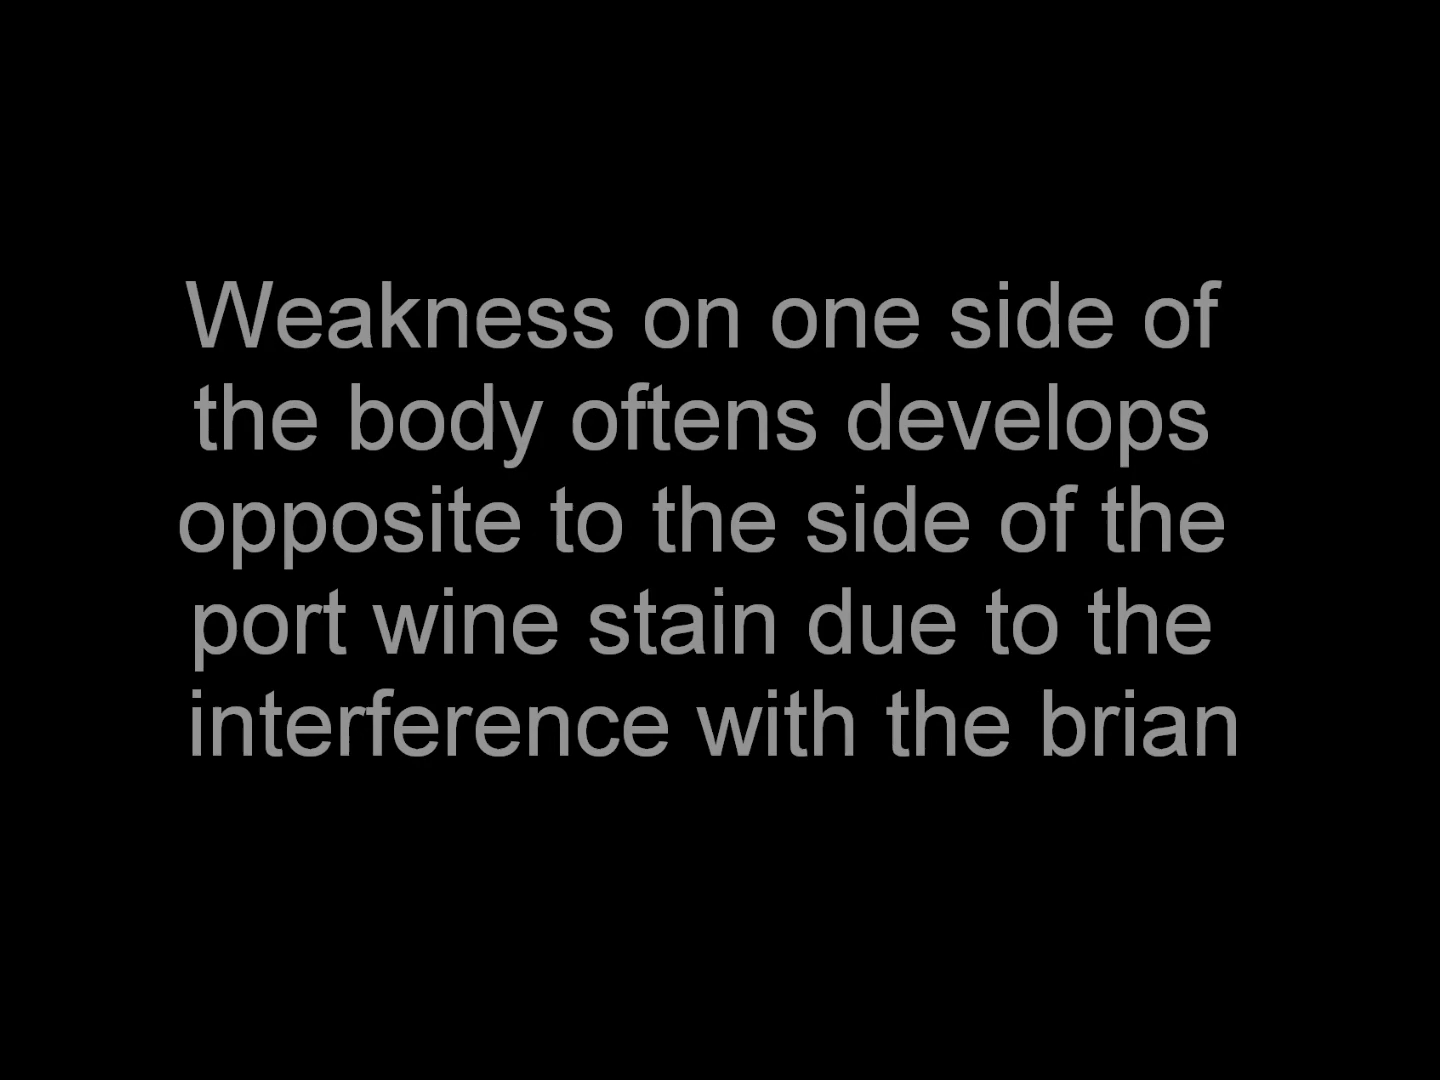 Weakness on one side of
the body oftens develops
opposite to the side of the
port wine stain due to the
interference with the brian